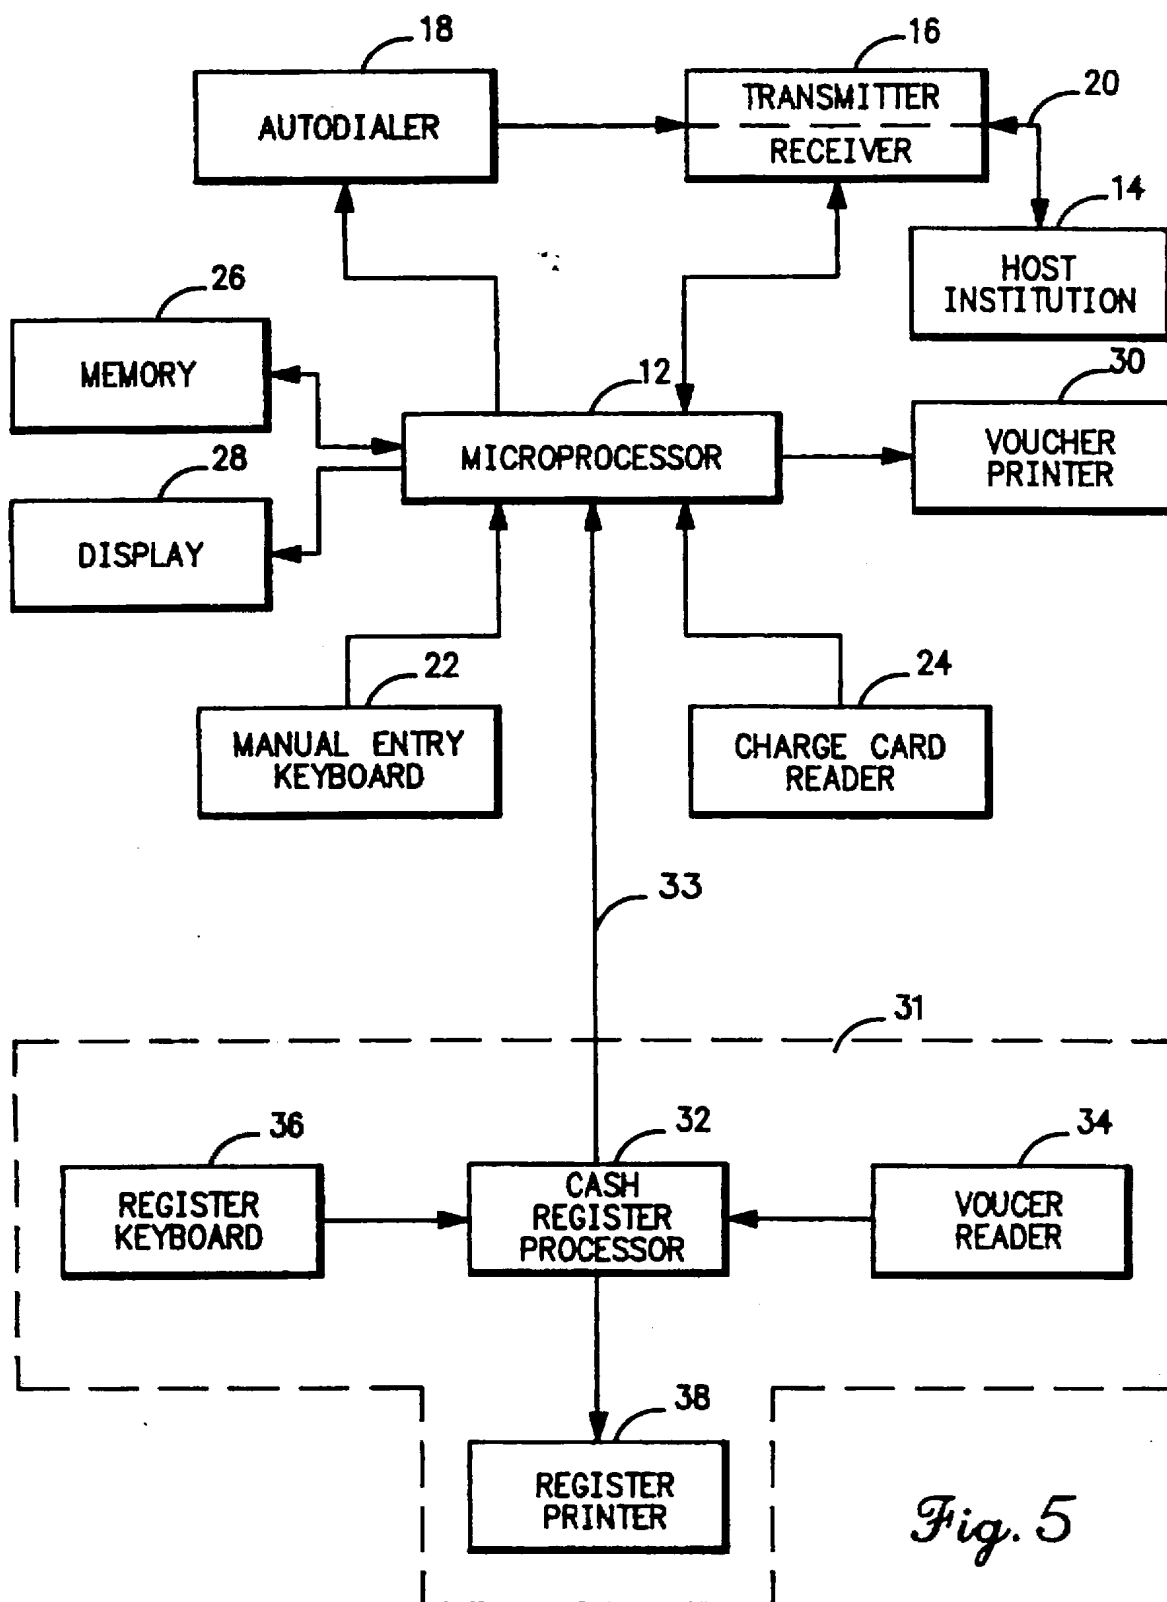 18
16
AUTODIALER
TRANSMITTER
RECEIVER
20
14
HOST
INSTITUTION
26
MEMORY
12
MICROPROCESSOR
30
VOUCHER
PRINTER
28
DISPLAY
22
MANUAL ENTRY
KEYBOARD
24
CHARGE CARD
READER
33
31
36
REGISTER
KEYBOARD
32
CASH
REGISTER
PROCESSOR
34
VOUCER
READER
38
REGISTER
PRINTER
Fig. 5